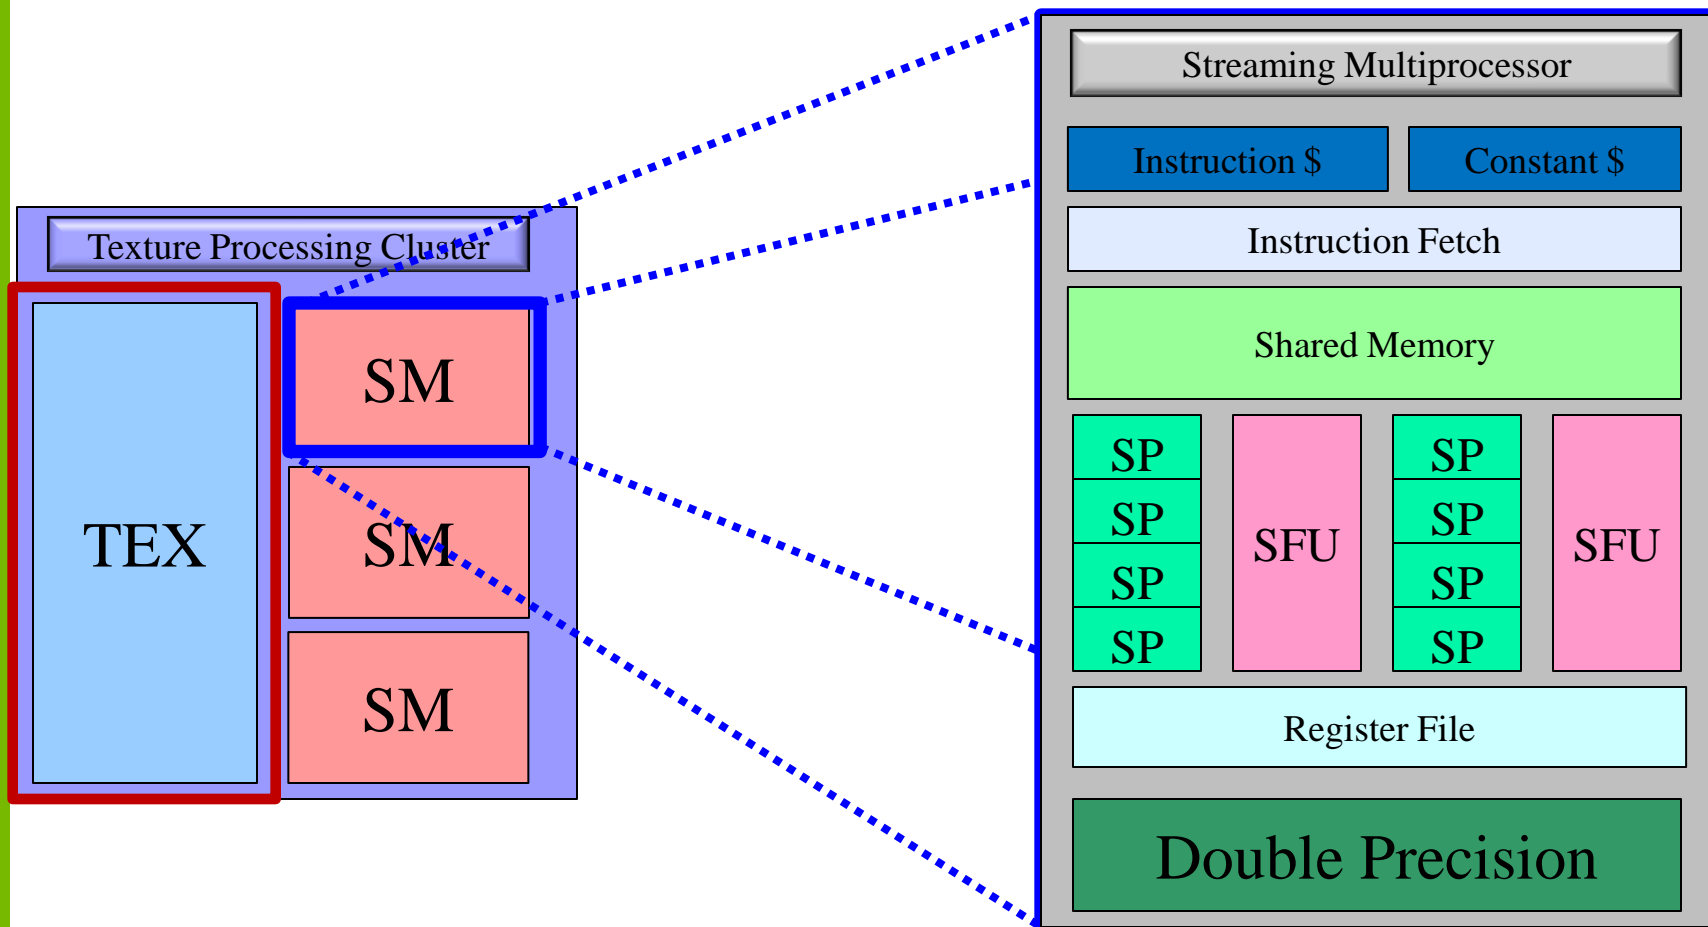 Texture Processing Cluster
TEX
SM
SM
SM
Streaming Multiprocessor
Instruction $
Constant $
Instruction Fetch
Shared Memory
SP
SP
SP
SP
SFU
SP
SP
SP
SP
SFU
Register File
Double Precision